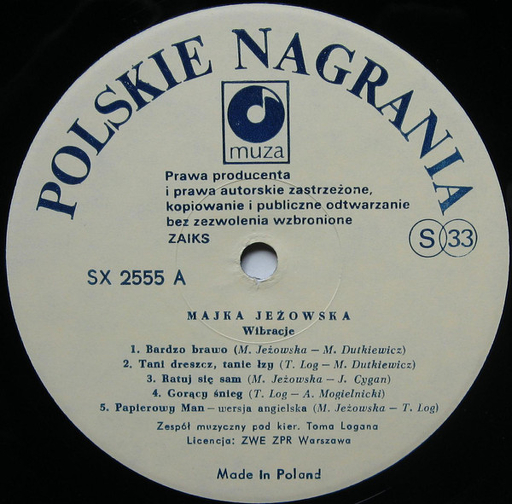 POLSKIE NAGRANIA
muza
Prawa producenta
i prawa autorskie zastrzeżone,
kopiowanie i publiczne odtwarzanie
bez zezwolenia wzbronione
ZAIKS
S 33
SX 2555 A
MAJKA JEŻOWSKA
Wibracje
1. Bardzo brawo (M. Jeżowska – M. Dutkiewicz)
2. Tani dreszcz, tanie łzy (T. Log – M. Dutkiewicz)
3. Ratuj się sam (M. Jeżowska – J. Cygan)
4. Gorący śnieg (T. Log – A. Mogielnicki)
5. Papierowy Man – wersja angielska (M. Jeżowska – T. Log)
Zespół muzyczny pod kier. Toma Logana
Licencja: ZWE ZPR Warszawa
Made In Poland